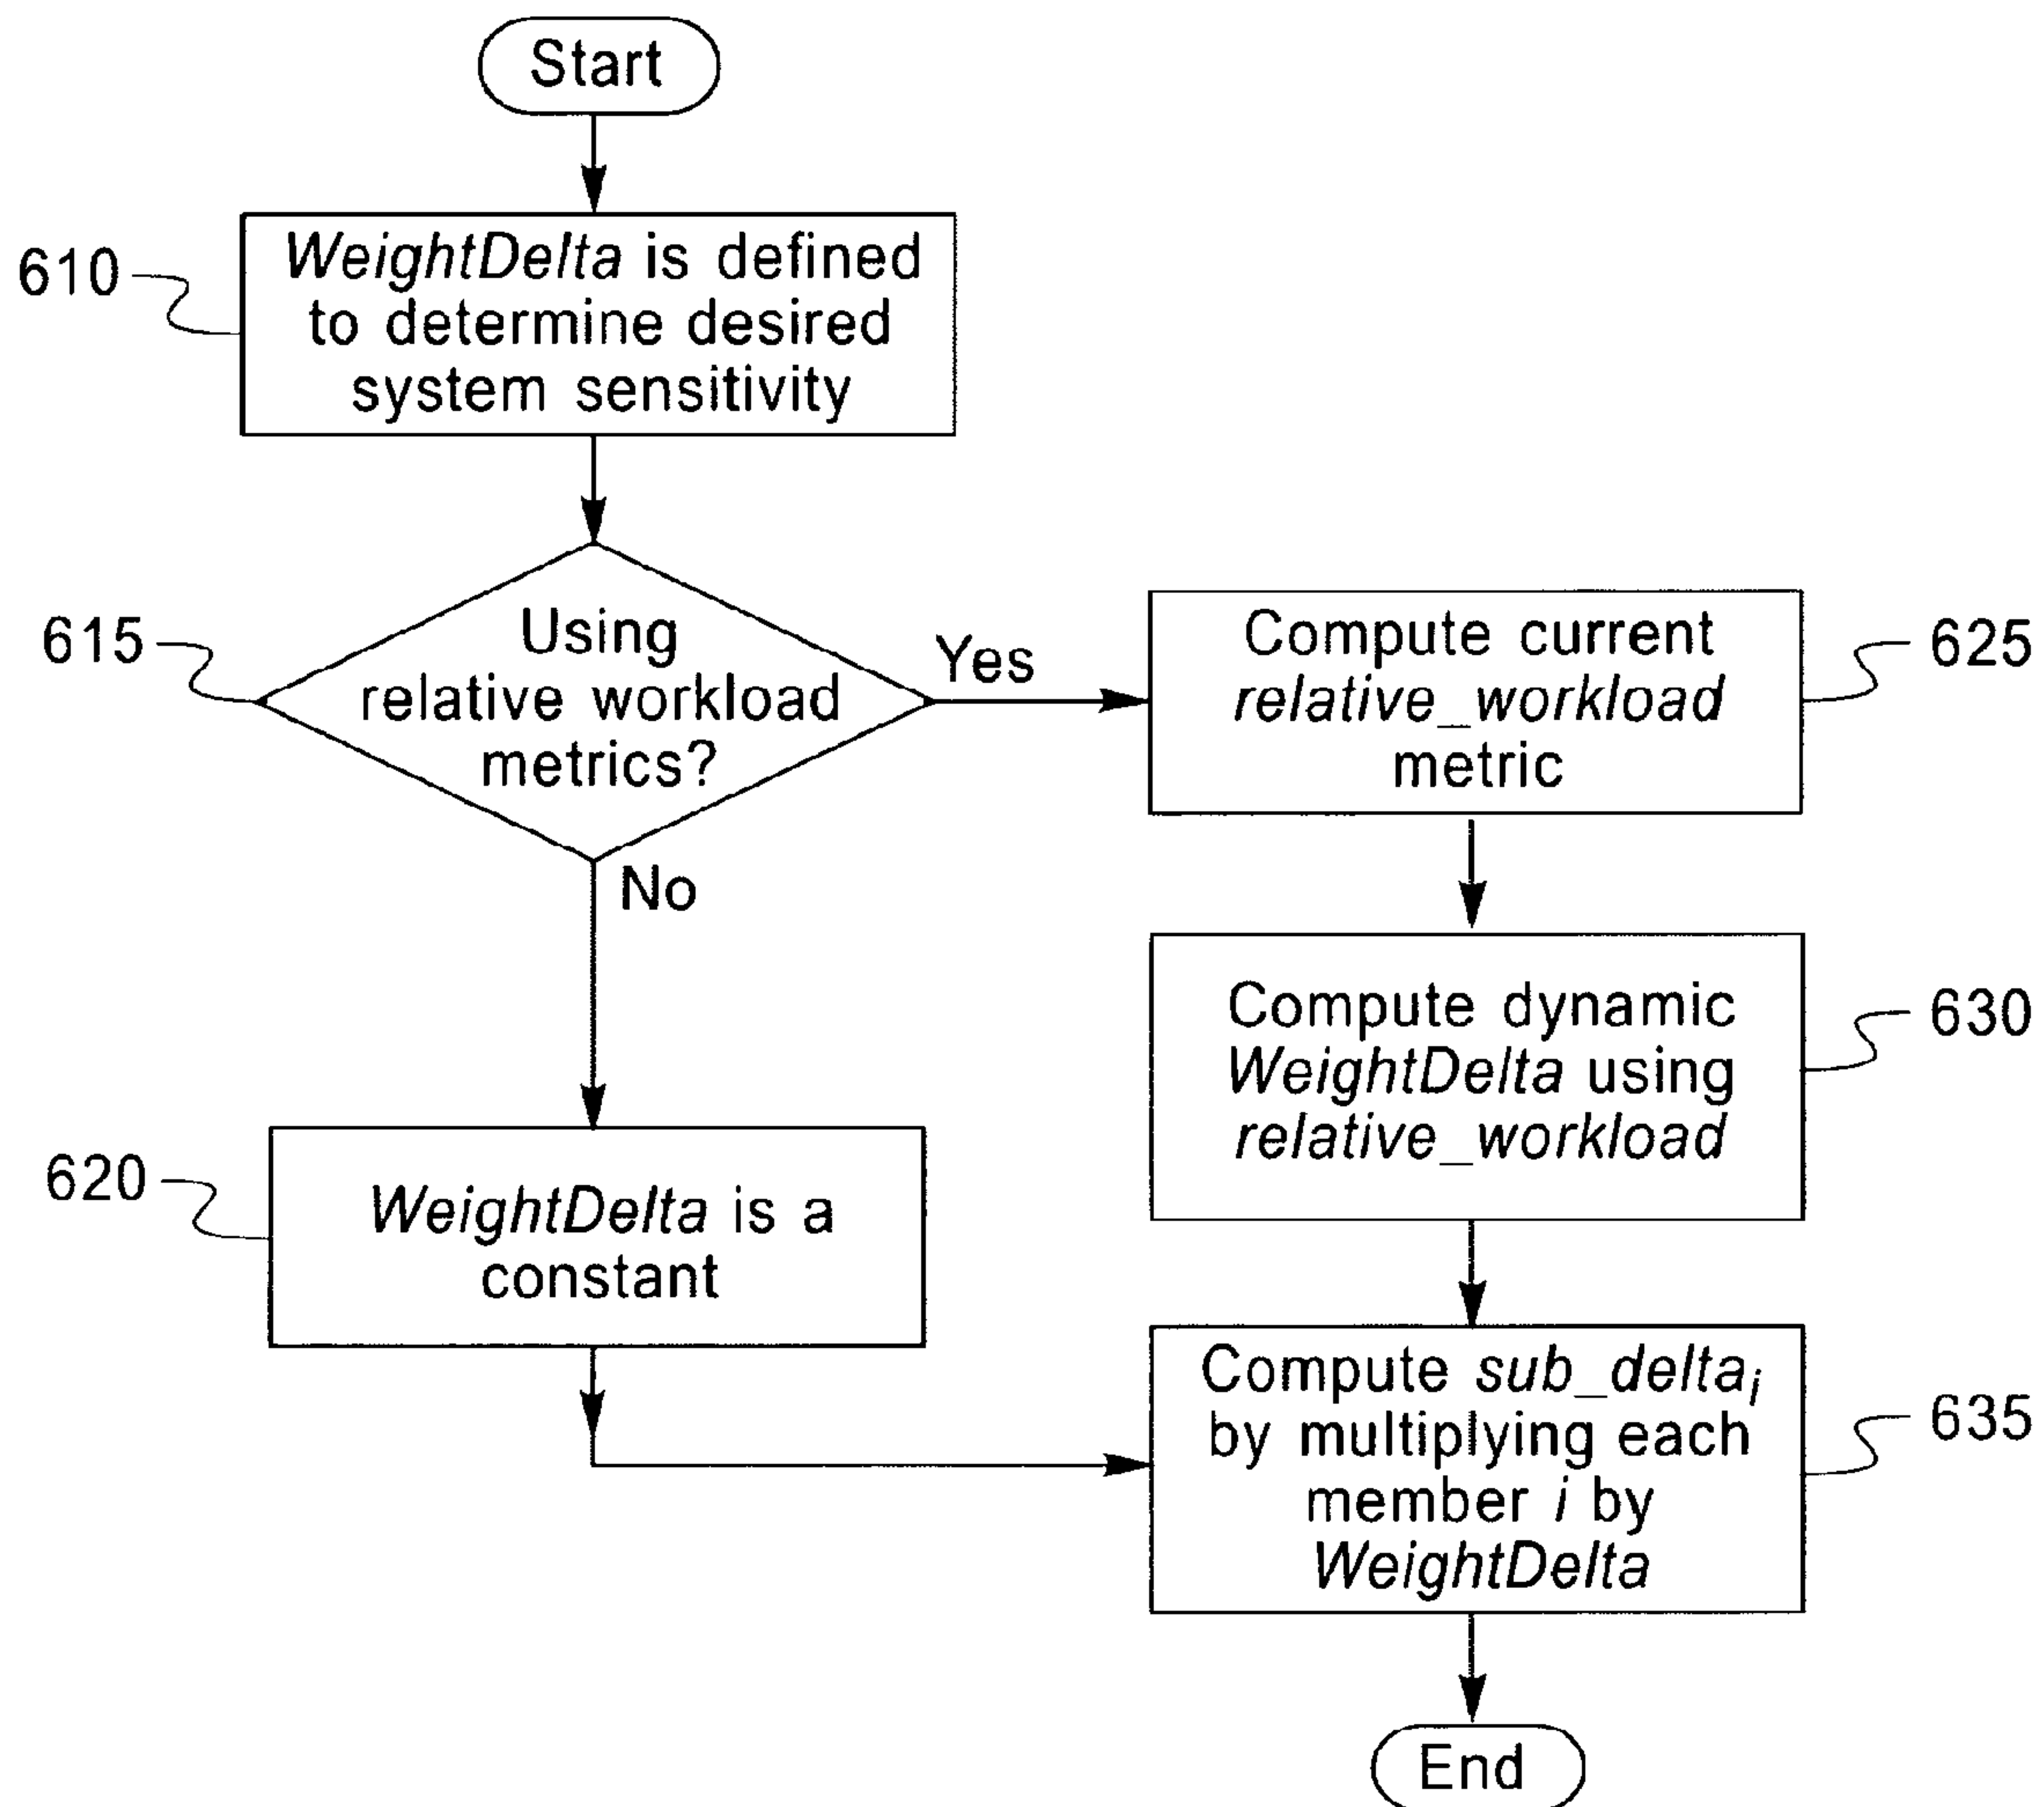 Start
610
WeightDelta is defined
to determine desired
system sensitivity
615
Using
relative workload
metrics?
Yes
No
625
Compute current
relative_workload
metric
630
Compute dynamic
WeightDelta using
relative_workload
620
WeightDelta is a
constant
635
Compute sub_deltaᵢ
by multiplying each
member i by
WeightDelta
End